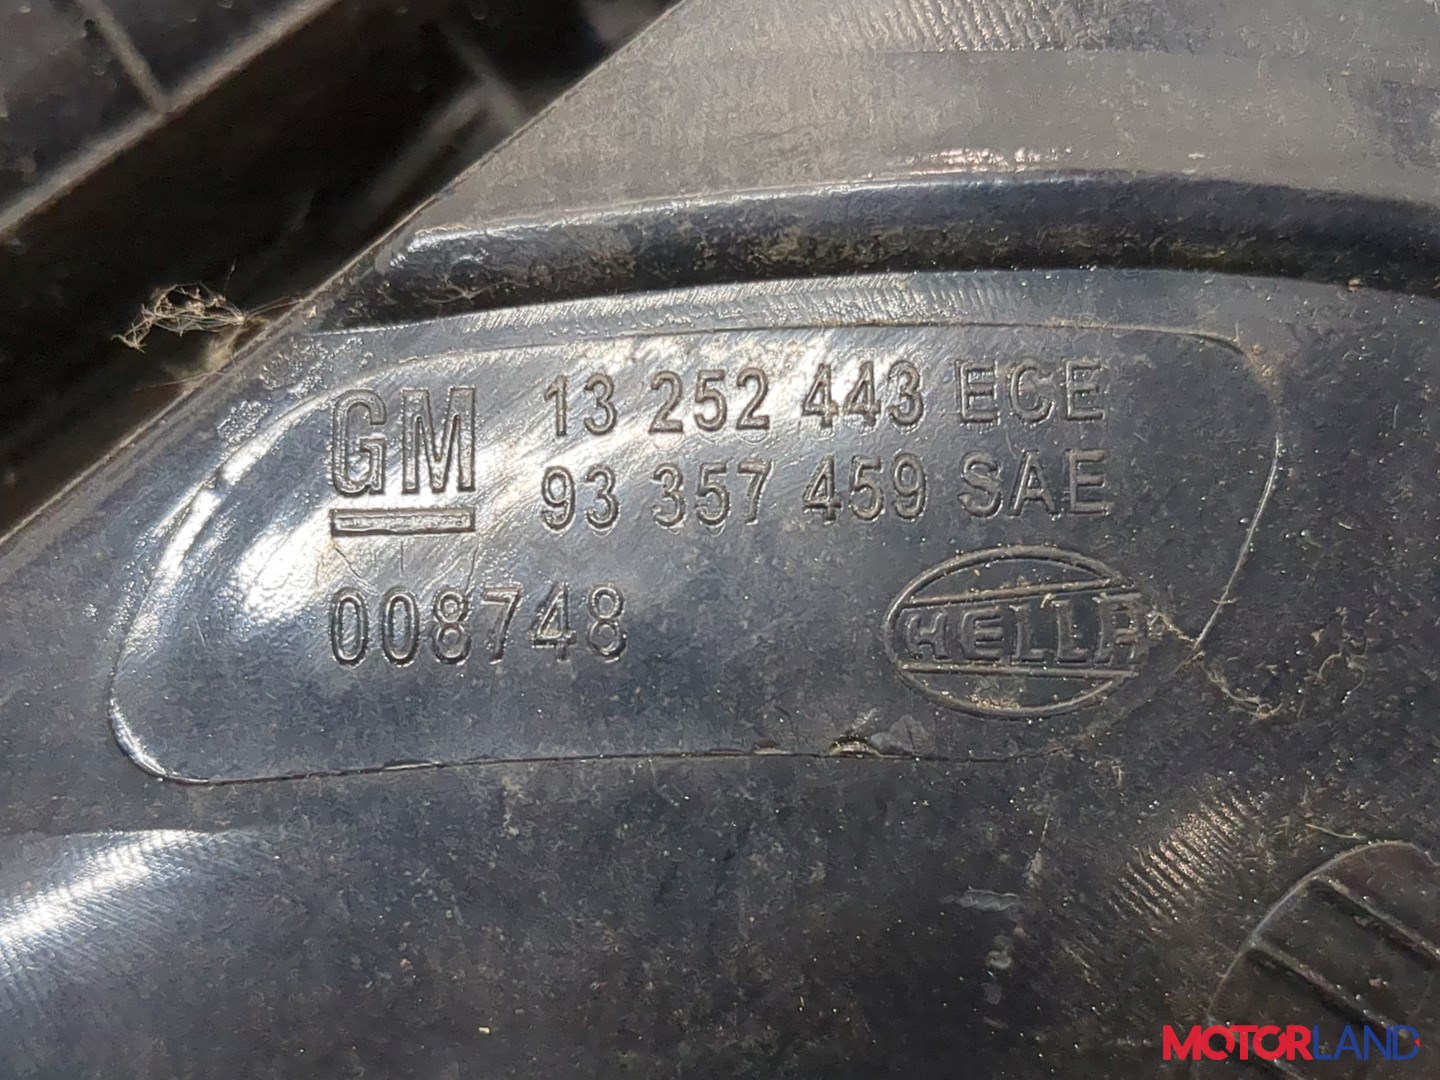 GM 13 252 443 ECE
93 357 459 SAE
008748
HELLA
MOTORLAND